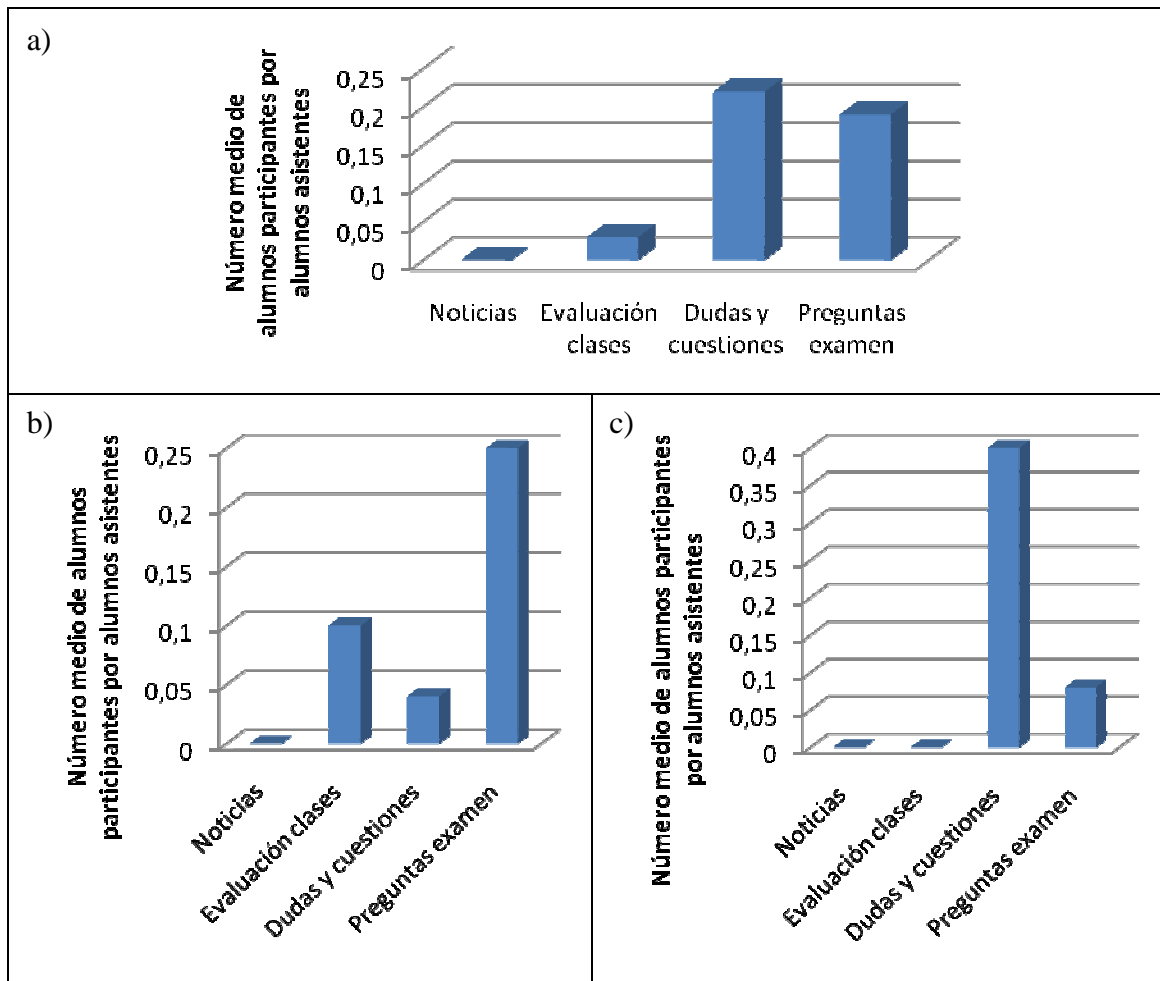 a)
Número medio de
alumnos participantes por
alumnos asistentes
0,25
0,2
0,15
0,1
0,05
0
Noticias
Evaluación
clases
Dudas y
cuestiones
Preguntas
examen
b)
Número medio de alumnos
participantes por alumnos asistentes
0,25
0,2
0,15
0,1
0,05
0
Noticias
Evaluación clases
Dudas y cuestiones
Preguntas examen
c)
Número medio de alumnos participante
por alumnos asistentes
0,4
0,35
0,3
0,25
0,2
0,15
0,1
0,05
0
Noticias
Evaluación clases
Dudas y cuestiones
Preguntas examen